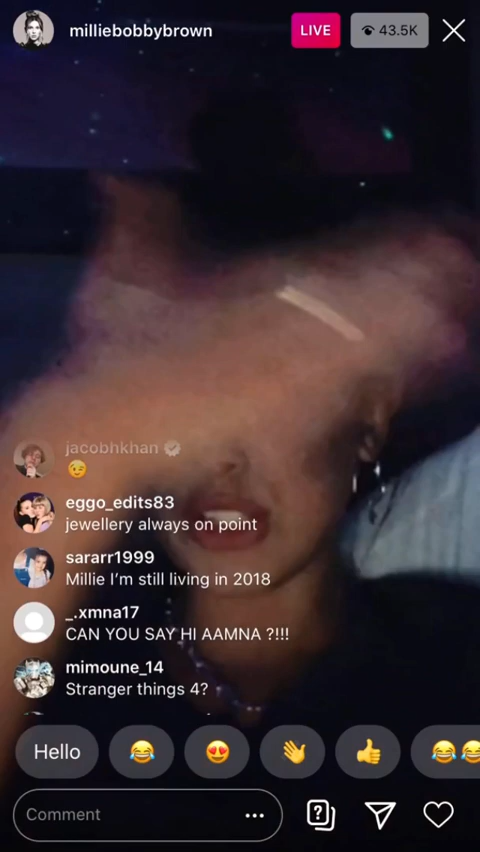 milliebobbybrown
LIVE
43.5K
jacobhkhan
😉
eggo_edits83
jewellery always on point
sararr1999
Millie I’m still living in 2018
_.xmna17
CAN YOU SAY HI AAMNA ?!!!
mimoune_14
Stranger things 4?
Hello
😂
😍
👋
👍
😂😂
Comment